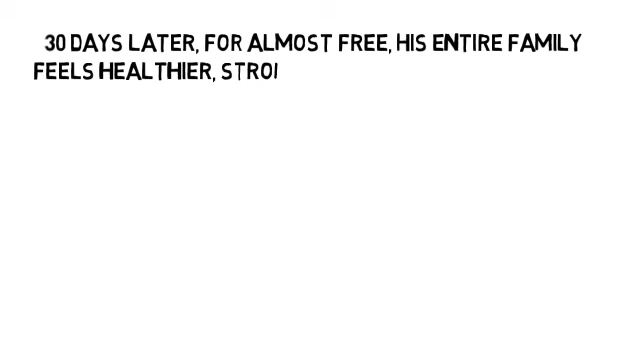 30 DAYS LATER, FOR ALMOST FREE, HIS ENTIRE FAMILY
FEELS HEALTHIER,